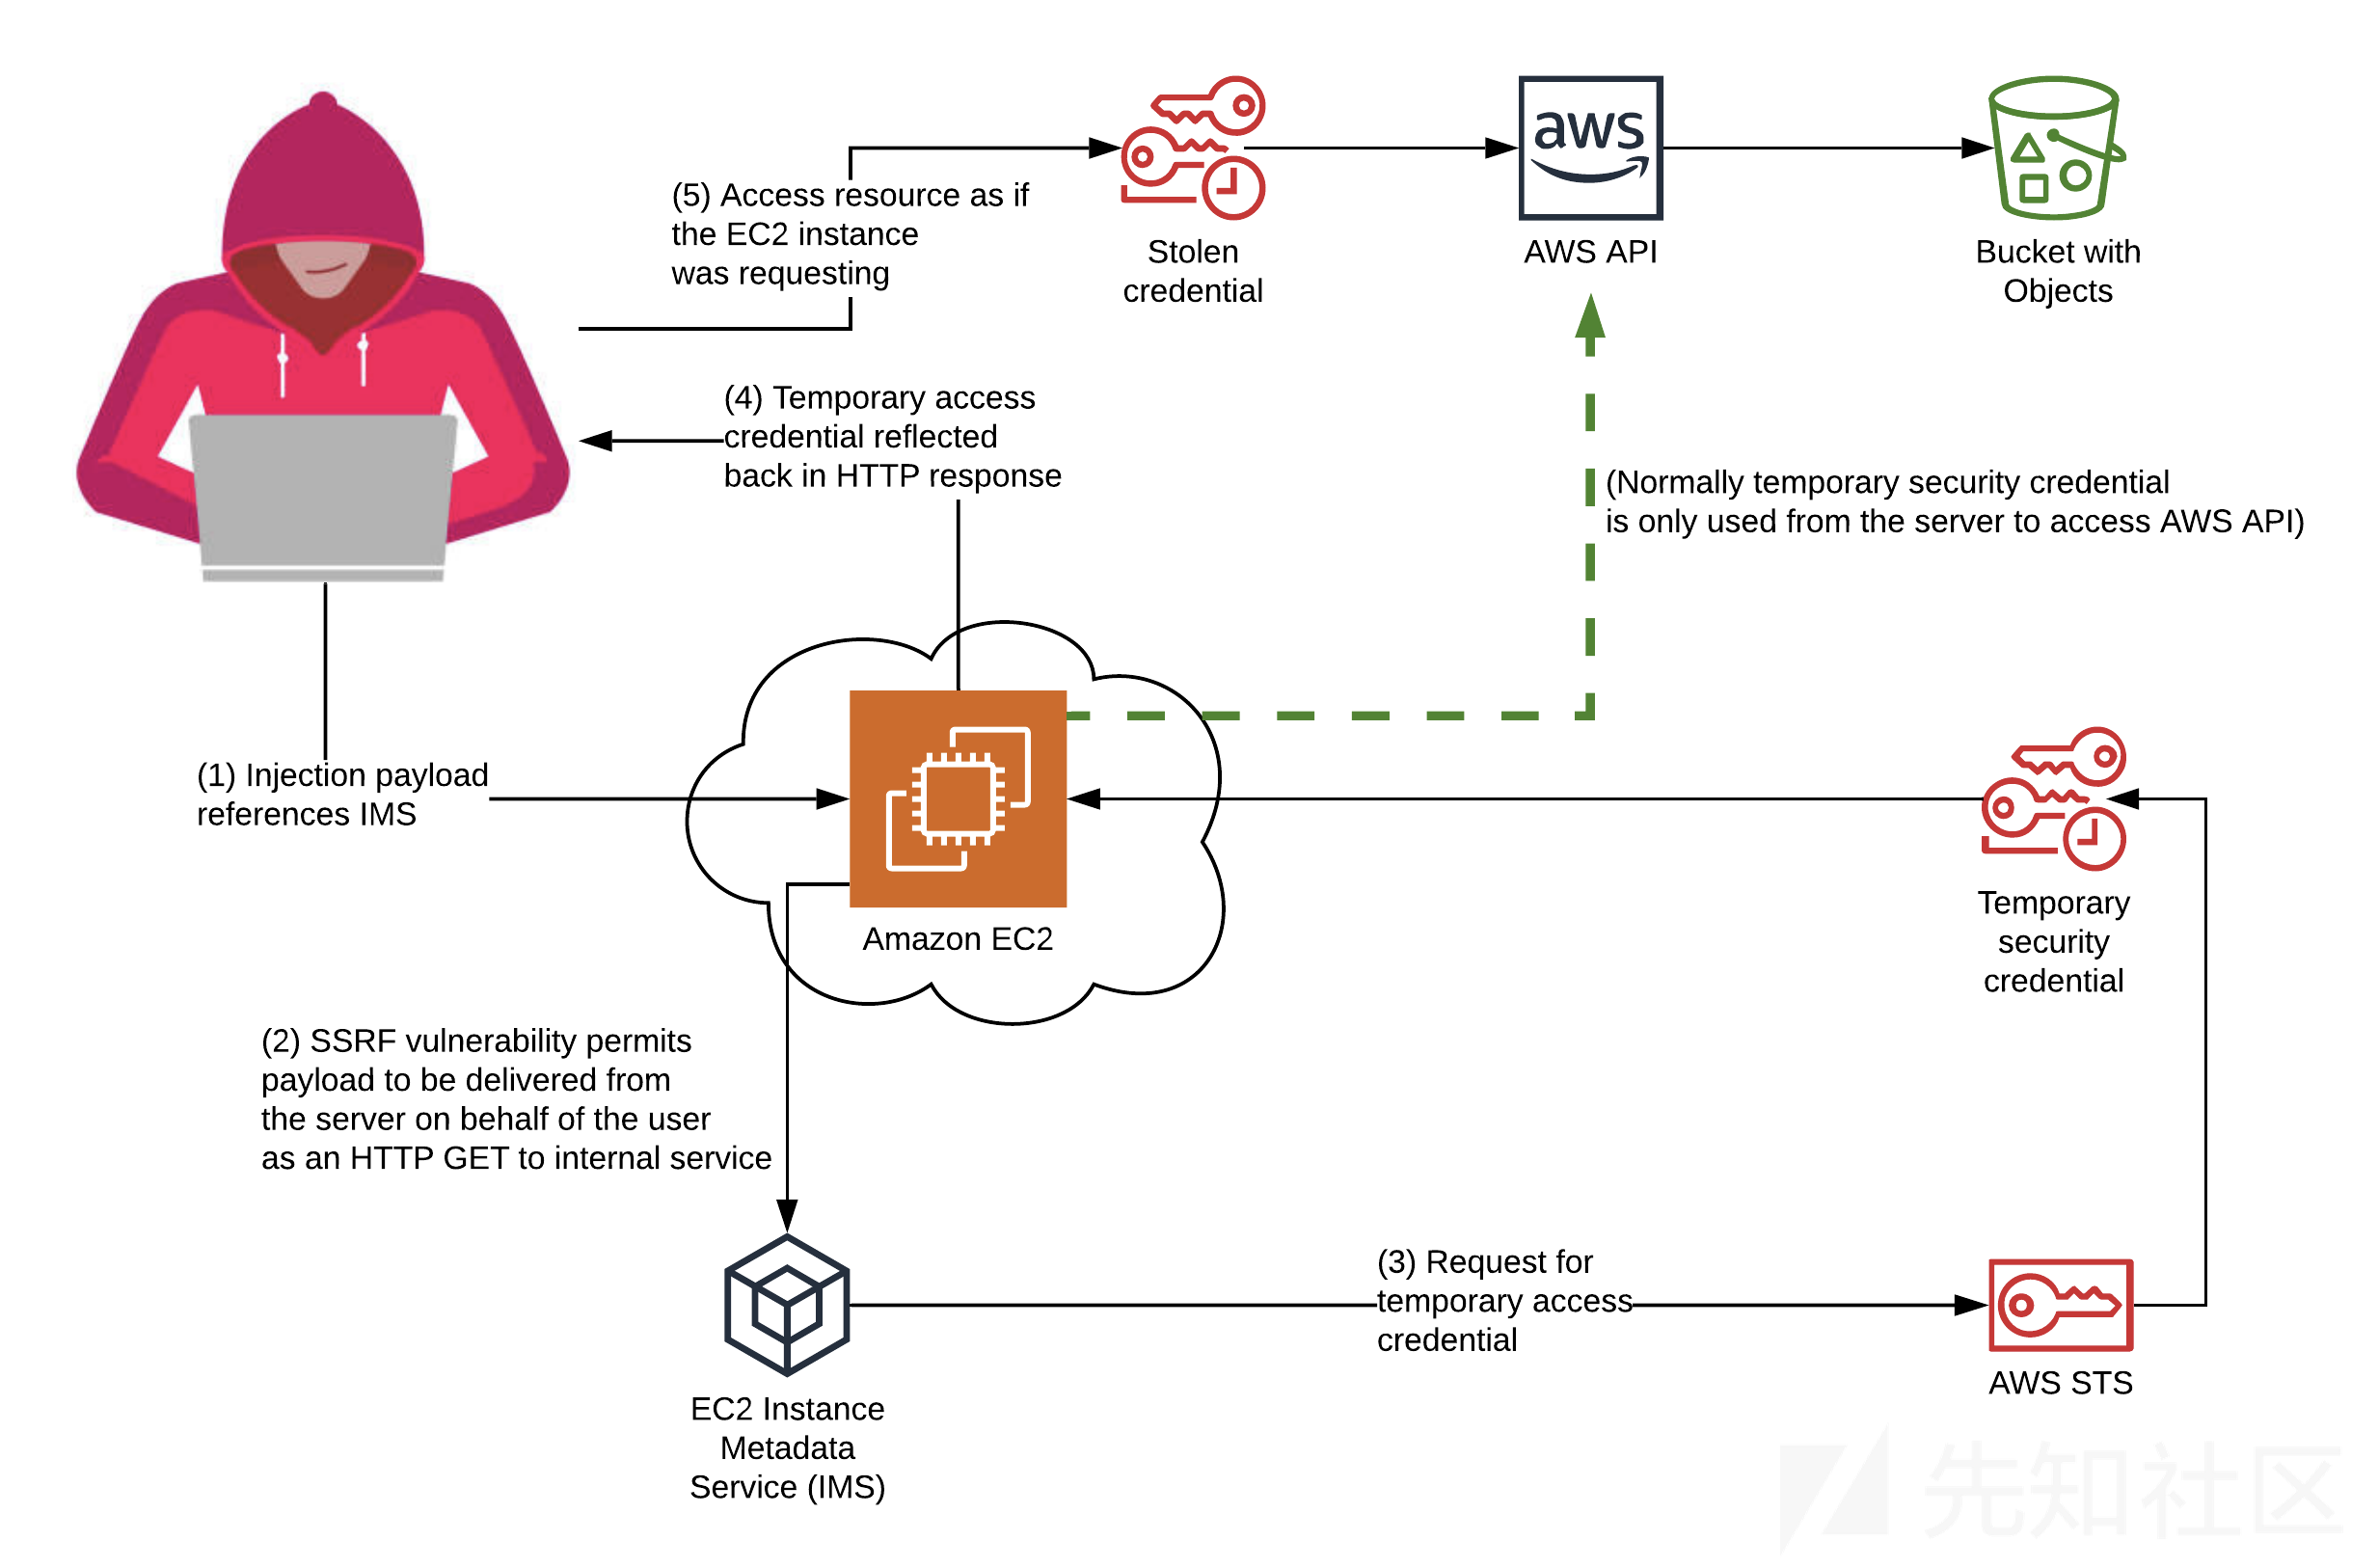 (5) Access resource as if
the EC2 instance
was requesting
Stolen
credential
aws
AWS API
Bucket with
Objects
(4) Temporary access
credential reflected
back in HTTP response
(Normally temporary security credential
is only used from the server to access AWS API)
(1) Injection payload
references IMS
Amazon EC2
Temporary
security
credential
(2) SSRF vulnerability permits
payload to be delivered from
the server on behalf of the user
as an HTTP GET to internal service
(3) Request for
temporary access
credential
AWS STS
EC2 Instance
Metadada
Service (IMS)
先知社区